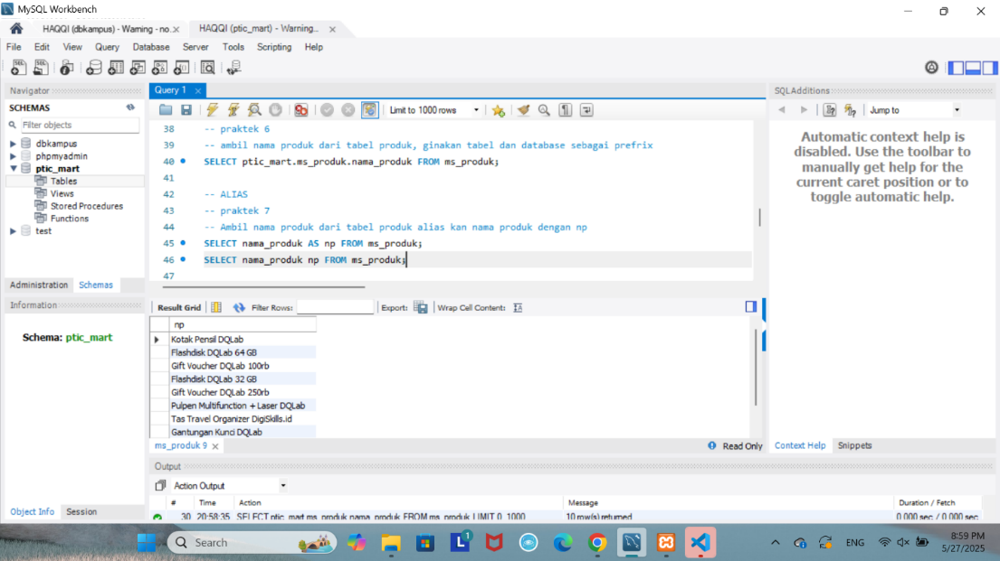 MySQL Workbench
HAQQI (dbkampus) - Warning - no...
HAQQI (ptic_mart) - Warning...
File Edit View Query Database Server Tools Scripting Help
Navigator
SCHEMAS
Filter objects
dbkampus
phpmyadmin
ptic_mart
Tables
Views
Stored Procedures
Functions
test
Administration Schemas
Information
Schema: ptic_mart
Object Info Session
Query 1
Limit to 1000 rows
38 -- praktek 6
39 -- ambil nama produk dari tabel produk, ginakan tabel dan database sebagai prefrix
40 SELECT ptic_mart.ms_produk.nama_produk FROM ms_produk;
41
42 -- ALIAS
43 -- praktek 7
44 -- Ambil nama produk dari tabel produk alias kan nama produk dengan np
45 SELECT nama_produk AS np FROM ms_produk;
46 SELECT nama_produk np FROM ms_produk;
47
Result Grid Filter Rows: Export: Wrap Cell Content:
np
Kotak Pensil DQLab
Flashdisk DQLab 64 GB
Gift Voucher DQLab 100rb
Flashdisk DQLab 32 GB
Gift Voucher DQLab 250rb
Pulpen Multifunction + Laser DQLab
Tas Travel Organizer DigiSkills.id
Gantungan Kunci DQLab
ms_produk 9
Read Only
Output
Action Output
# Time Action Message Duration / Fetch
30 20:58:35 SELECT ptic_mart.ms_produk.nama_produk FROM ms_produk LIMIT 0, 1000 10 row(s) returned 0.000 sec / 0.000 sec
SQLAdditions
Jump to
Automatic context help is
disabled. Use the toolbar to
manually get help for the
current caret position or to
toggle automatic help.
Context Help Snippets
Search
L 1
ENG
8:59 PM
5/27/2025